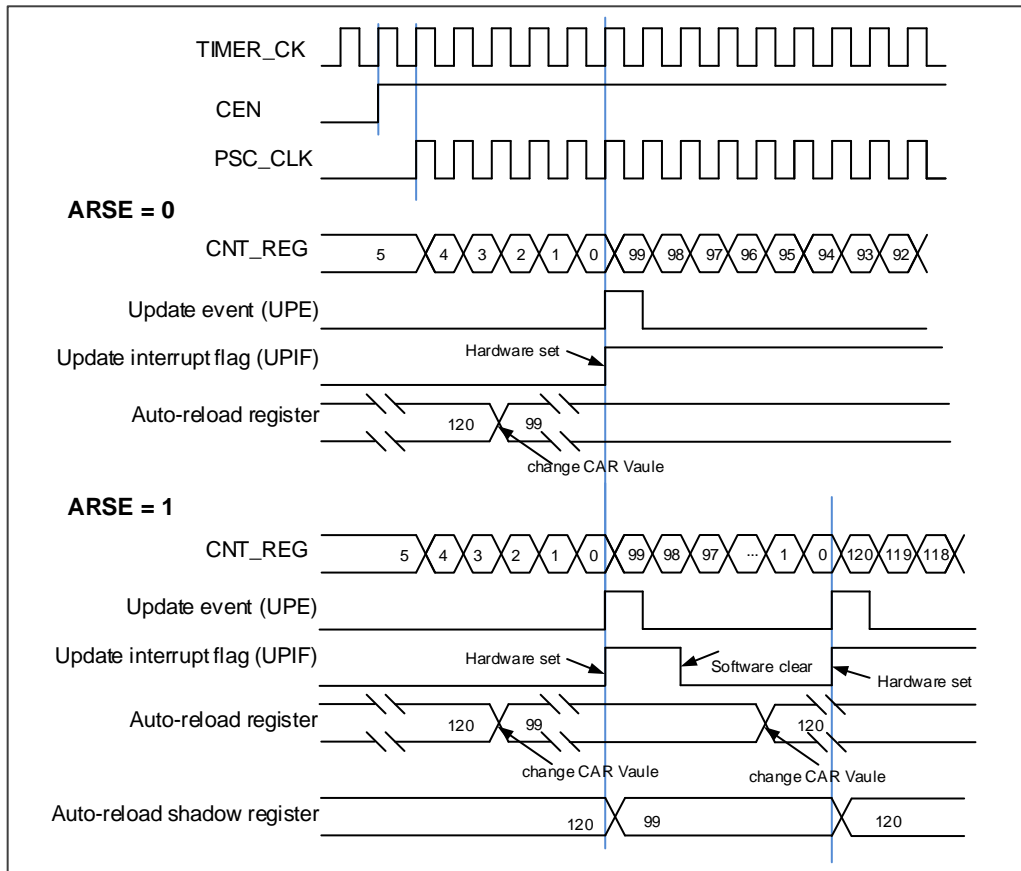 TIMER_CK
CEN
PSC_CLK
ARSE = 0
CNT_REG 5 4 3 2 1 0 99 98 97 96 95 94 93 92
Update event (UPE)
Update interrupt flag (UPIF) Hardware set
Auto-reload register 120 99
change CAR Vaule
ARSE = 1
CNT_REG 5 4 3 2 1 0 99 98 97 ... 1 0 120 119 118
Update event (UPE)
Update interrupt flag (UPIF) Hardware set Software clear Hardware set
Auto-reload register 120 99 120
change CAR Vaule change CAR Vaule
Auto-reload shadow register 120 99 120